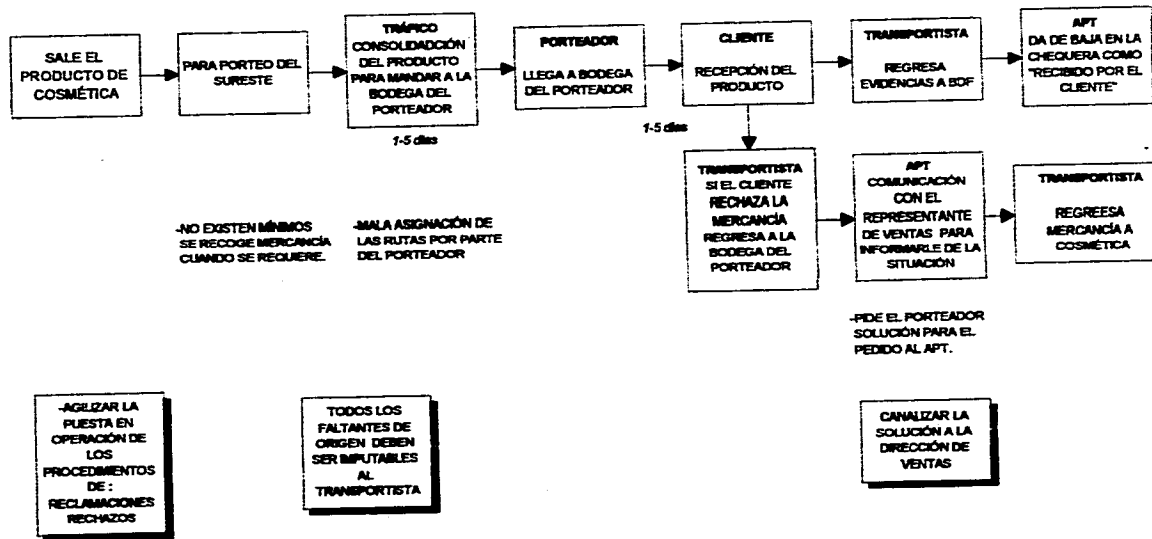 SALE EL
PRODUCTO DE
COSMÉTICA
PARA PORTEO DEL
SURESTE
TRÁFICO
CONSOLIDADCIÓN
DEL PRODUCTO
PARA MANDAR A LA
BODEGA DEL
PORTEADOR
1-5 dias
PORTEADOR
LLEGA A BODEGA
DEL PORTEADOR
CLIENTE
RECEPCIÓN DEL
PRODUCTO
1-5 dias
TRANSPORTISTA
REGRESA
EVIDENCIAS A BDF
APT
DA DE BAJA EN LA
CHEQUERA COMO
"RECIBIDO POR EL
CLIENTE"
TRANSPORTISTA
SI EL CLIENTE
RECHAZA LA
MERCANCÍA
REGRESA A LA
BODEGA DEL
PORTEADOR
APT
COMUNICACIÓN
CON EL
REPRESENTANTE
DE VENTAS PARA
INFORMARLE DE LA
SITUACIÓN
TRANSPORTISTA
REGREESA
MERCANCÍA A
COSMÉTICA
-NO EXISTEN MÍNIMOS
SE RECOGE MERCANCÍA
CUANDO SE REQUIERE.
-MALA ASIGNACIÓN DE
LAS RUTAS POR PARTE
DEL PORTEADOR
-PIDE EL PORTEADOR
SOLUCIÓN PARA EL
PEDIDO AL APT.
-AGILIZAR LA
PUESTA EN
OPERACIÓN DE
LOS
PROCEDIMIENTOS
DE :
RECLAMACIONES
RECHAZOS
TODOS LOS
FALTANTES DE
ORIGEN DEBEN
SER IMPUTABLES
AL
TRANSPORTISTA
CANALIZAR LA
SOLUCIÓN A LA
DIRECCIÓN DE
VENTAS